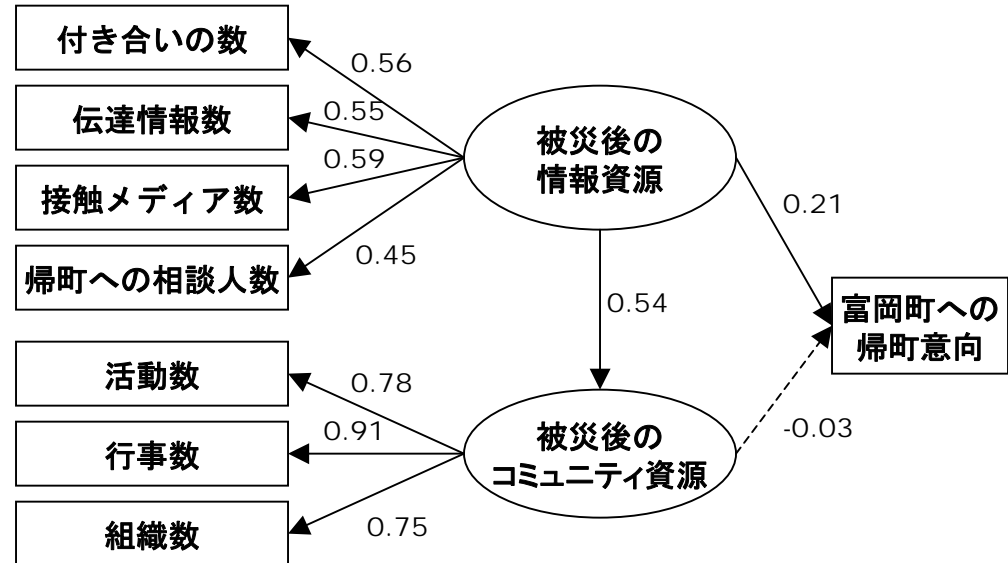 付き合いの数
0.56
伝達情報数
0.55
接触メディア数
0.59
帰町への相談人数
0.45
被災後の
情報資源
0.21
0.54
富岡町への
帰町意向
活動数
0.78
行事数
0.91
組織数
0.75
被災後の
コミュニティ資源
-0.03